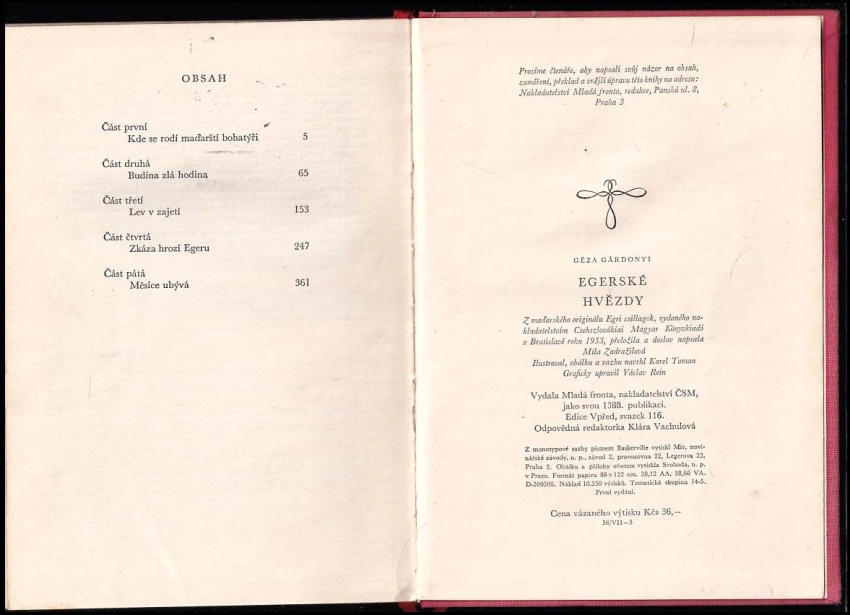 OBSAH
Část první
Kde se rodí maďarští bohatýři 5
Část druhá
Budína zlá hodina 65
Část třetí
Lev v zajetí 153
Část čtvrtá
Zkáza hrozí Egeru 247
Část pátá
Měsíce ubývá 361
Prosíme čtenáře, aby napsali svůj názor na obsah,
zaměření, překlad a vnější úpravu této knihy na adresu:
Nakladatelství Mladá fronta, redakce, Panská ul. 8,
Praha 3
GÉZA GÁRDONYI
EGERSKÉ
HVĚZDY
Z maďarského originálu Egri csillagok, vydaného na-
kladatelstvím Csehszlovákiai Magyar Könyvkiadó
v Bratislavě roku 1953, přeložila a doslov napsala
Míla Zadražilová
Ilustroval, obálku a vazbu navrhl Karel Toman
Graficky upravil Václav Rein
Vydala Mladá fronta, nakladatelství ČSM,
jako svou 1388. publikaci.
Edice Vpřed, svazek 116.
Odpovědná redaktorka Klára Vachulová
Z monotypové sazby písmem Baskerville vytiskl Mír, novi-
nářské závody, n. p., závod 2, provozovna 22, Legerova 22,
Praha 2. Obálku a přílohy ofsetem vytiskla Svoboda, n. p.
v Praze. Formát papíru 86×122 cm. 38,12 AA, 38,66 VA.
D-590506. Náklad 10.250 výtisků. Tematická skupina 14-5.
První vydání.
Cena vázaného výtisku Kčs 36,—
56/VII-3